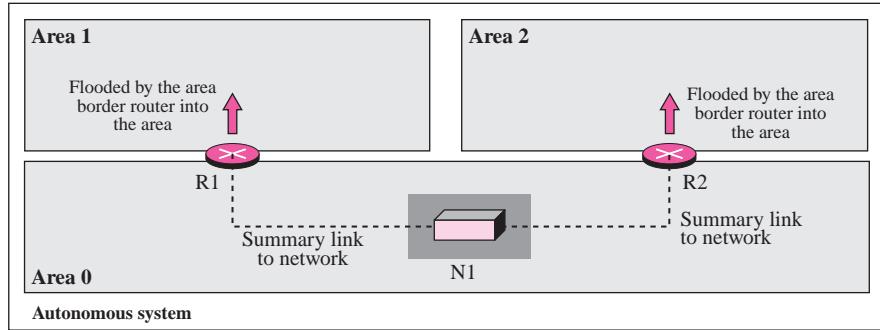 Area 1
Area 2
Flooded by the area
border router into
the area
Flooded by the area
border router into
the area
R1
R2
Summary link
to network
Summary link
to network
N1
Area 0
Autonomous system